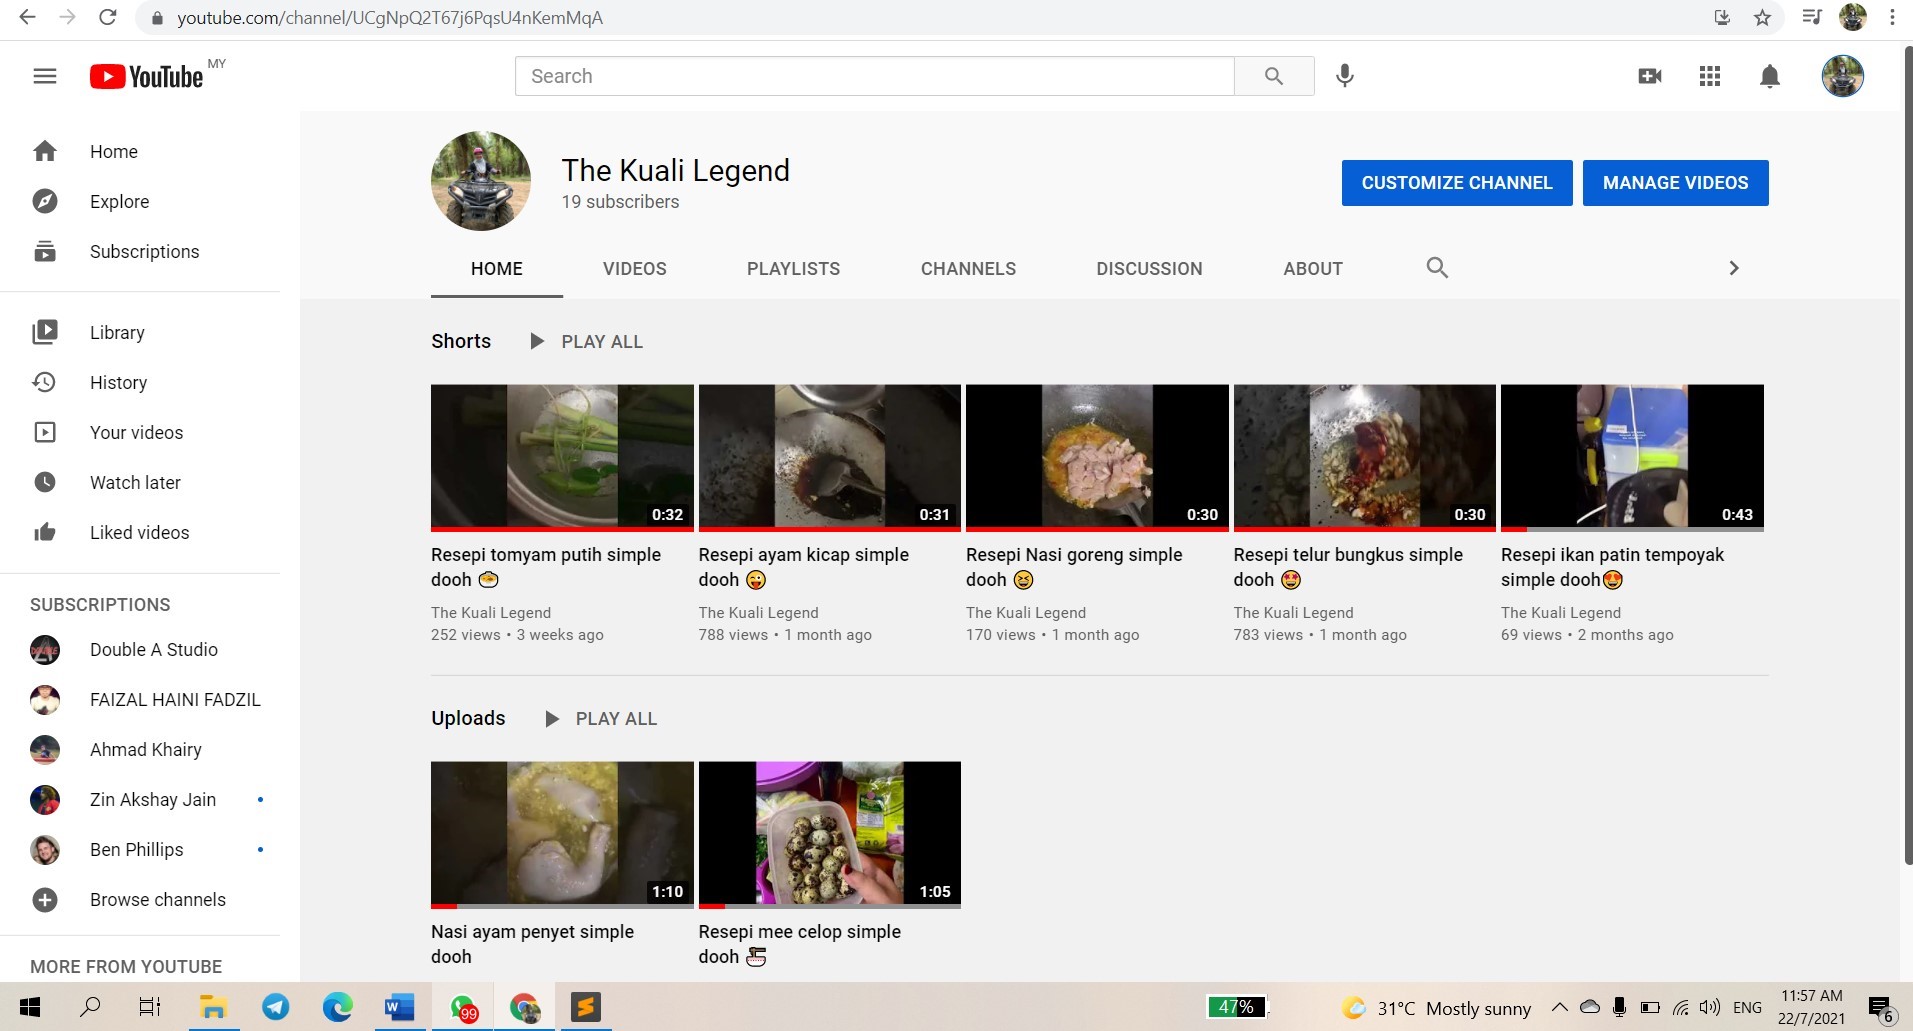 youtube.com/channel/UCgNpQ2T67j6PqsU4nKemMqA
YouTube MY
Search
Home
Explore
Subscriptions
Library
History
Your videos
Watch later
Liked videos
SUBSCRIPTIONS
Double A Studio
FAIZAL HAINI FADZIL
Ahmad Khairy
Zin Akshay Jain
Ben Phillips
Browse channels
MORE FROM YOUTUBE
The Kuali Legend
19 subscribers
CUSTOMIZE CHANNEL
MANAGE VIDEOS
HOME VIDEOS PLAYLISTS CHANNELS DISCUSSION ABOUT
Shorts PLAY ALL
0:32
Resepi tomyam putih simple
dooh 🍲
The Kuali Legend
252 views • 3 weeks ago
0:31
Resepi ayam kicap simple
dooh 😜
The Kuali Legend
788 views • 1 month ago
0:30
Resepi Nasi goreng simple
dooh 😆
The Kuali Legend
170 views • 1 month ago
0:30
Resepi telur bungkus simple
dooh 🤩
The Kuali Legend
783 views • 1 month ago
0:43
Resepi ikan patin tempoyak
simple dooh😍
The Kuali Legend
69 views • 2 months ago
Uploads PLAY ALL
1:10
Nasi ayam penyet simple
dooh
1:05
Resepi mee celop simple
dooh 🍜
99
47%
31°C Mostly sunny
ENG
11:57 AM
22/7/2021
6